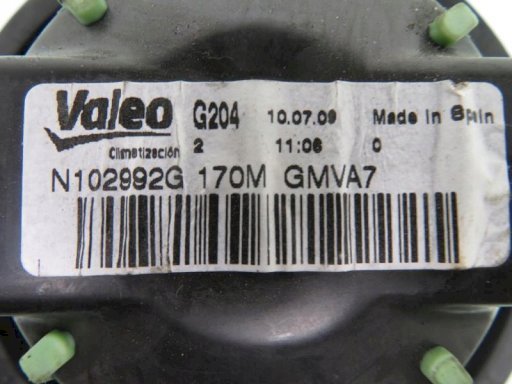 Valeo G204 10.07.09 Made in Spain
Climatización 2 11:06 0
N102992G 170M GMVA7